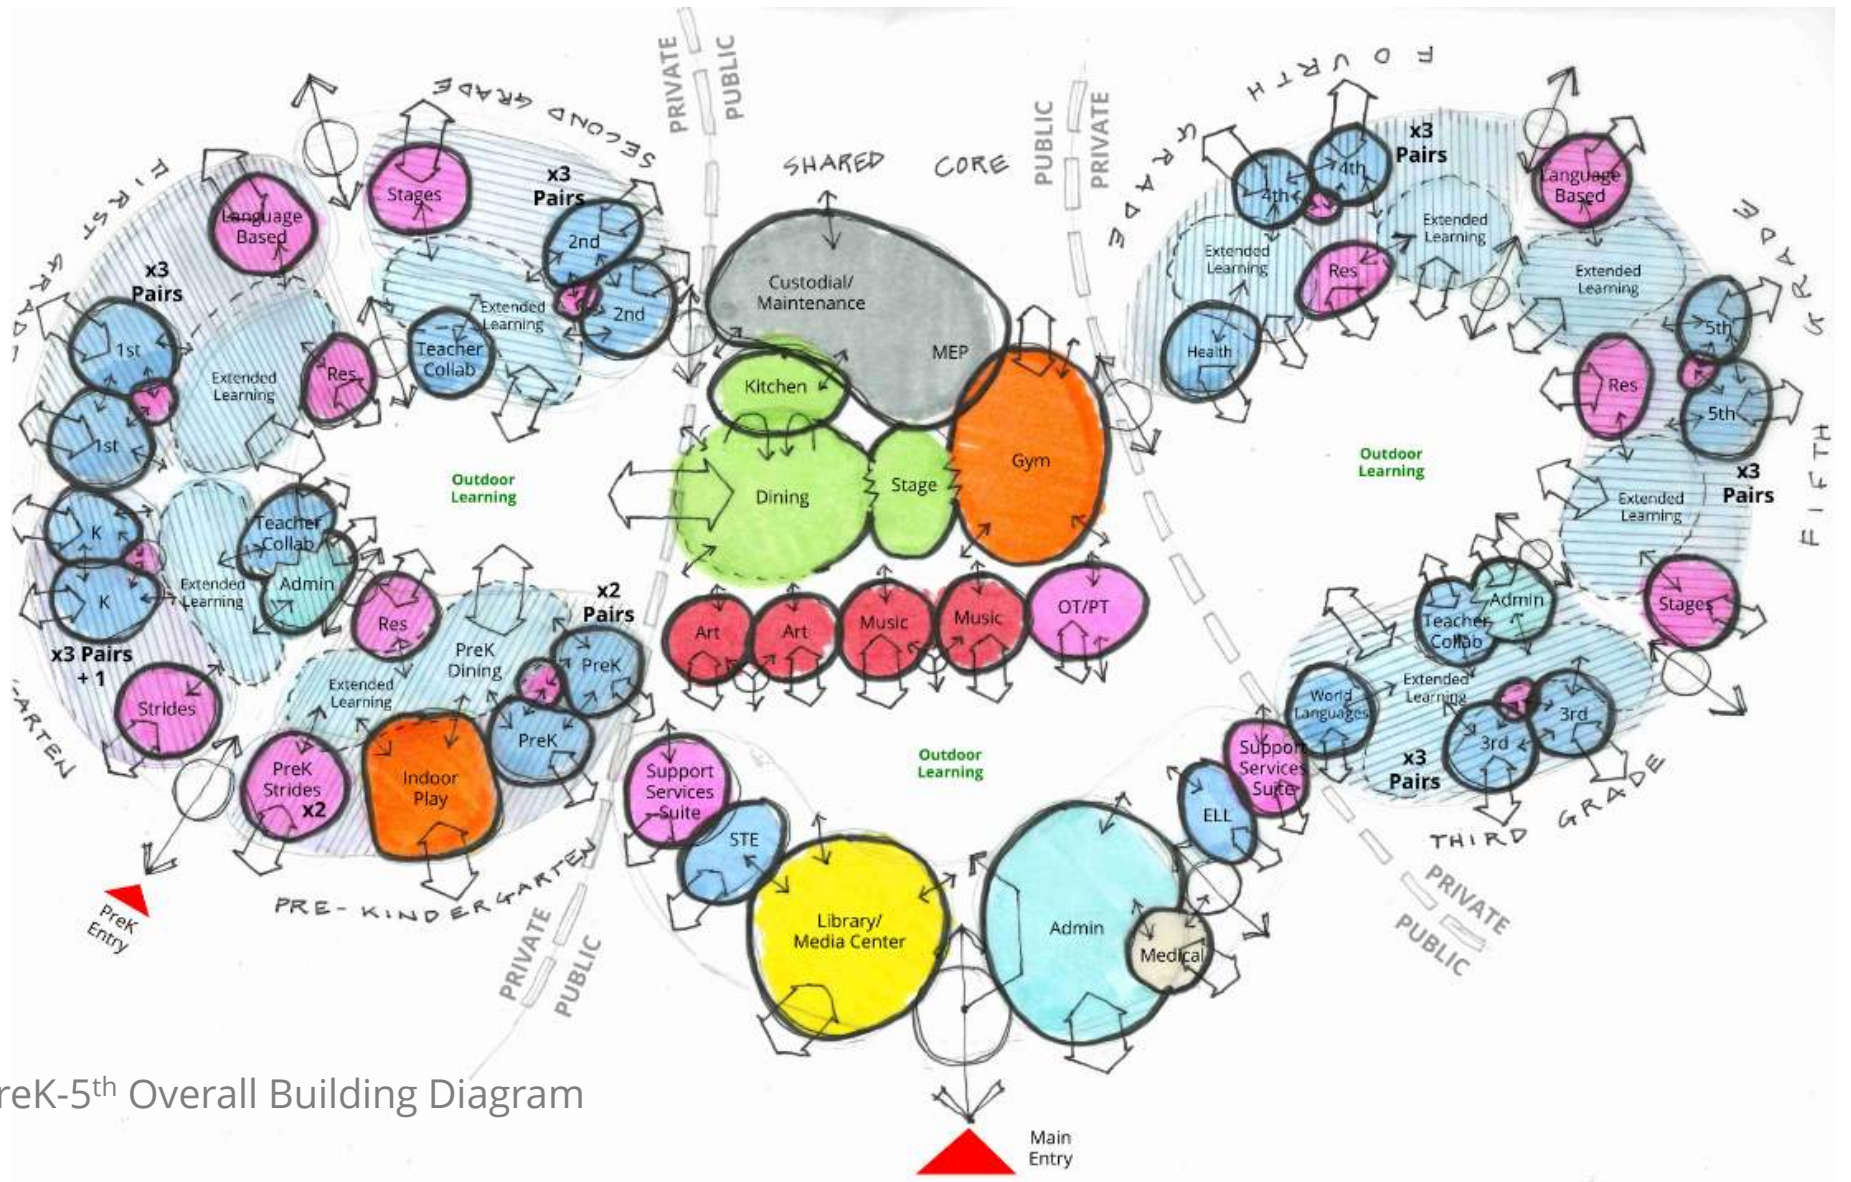 SECOND GRADE
FIRST GRADE
PRIVATE
PUBLIC
SHARED CORE
PUBLIC
PRIVATE
FOURTH GRADE
FIFTH GRADE
Language
Based
Stages
x3
Pairs
2nd
2nd
x3
Pairs
1st
1st
Extended
Learning
Res
Teacher
Collab
Extended
Learning
Outdoor
Learning
K
K
x3 Pairs
+ 1
Teacher
Collab
Admin
Extended
Learning
Res
Strides
ARTEN
Extended
Learning
PreK
Dining
x2
Pairs
PreK
PreK
PreK
Strides
x2
Indoor
Play
PRE-KINDERGARTEN
PreK
Entry
PRIVATE
PUBLIC
Custodial/
Maintenance
MEP
Kitchen
Dining
Stage
Gym
Art
Art
Music
Music
OT/PT
Outdoor
Learning
Support
Services
Suite
STE
Library/
Media Center
Admin
Medical
ELL
Support
Services
Suite
4th
4th
x3
Pairs
Extended
Learning
Extended
Learning
Res
Health
Language
Based
Extended
Learning
5th
5th
Res
x3
Pairs
Outdoor
Learning
Extended
Learning
Stages
Admin
Teacher
Collab
World
Languages
Extended
Learning
3rd
3rd
x3
Pairs
THIRD GRADE
PRIVATE
PUBLIC
reK-5th Overall Building Diagram
Main
Entry